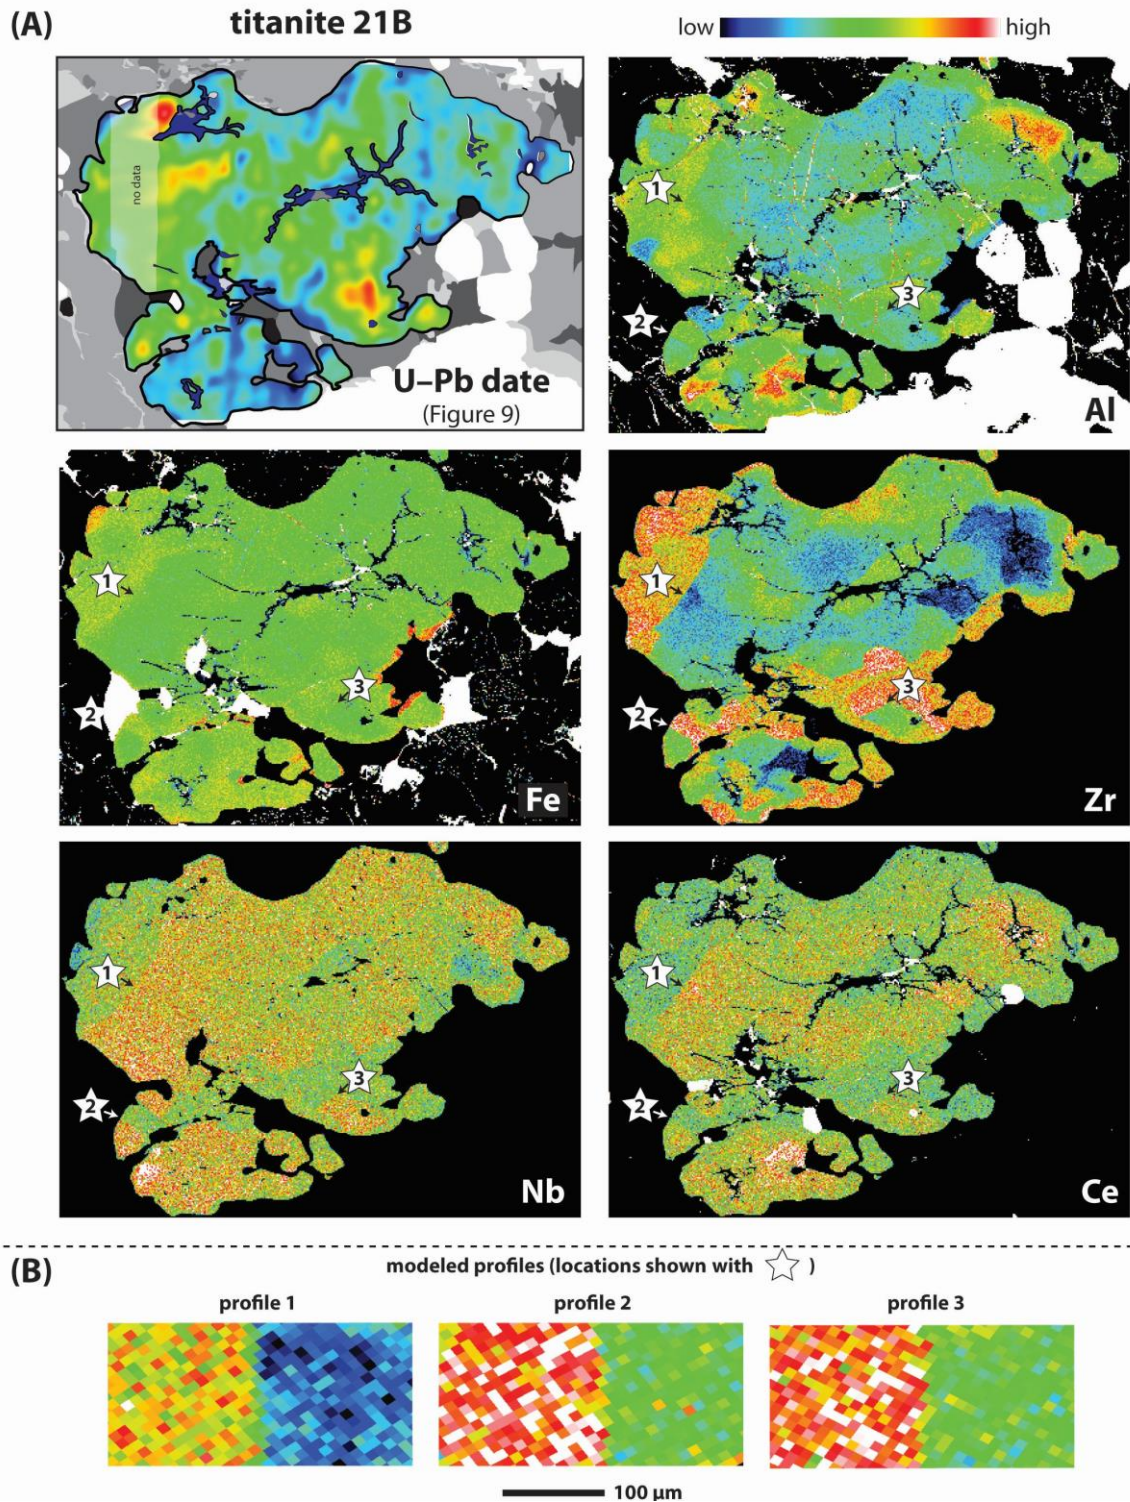 (A)
titanite 21B
low
high
no data
U–Pb date
(Figure 9)
1
3
2
Al
1
3
2
Fe
1
3
2
Zr
1
3
2
Nb
1
3
2
Ce
(B)
modeled profiles (locations shown with )
profile 1
profile 2
profile 3
100 µm